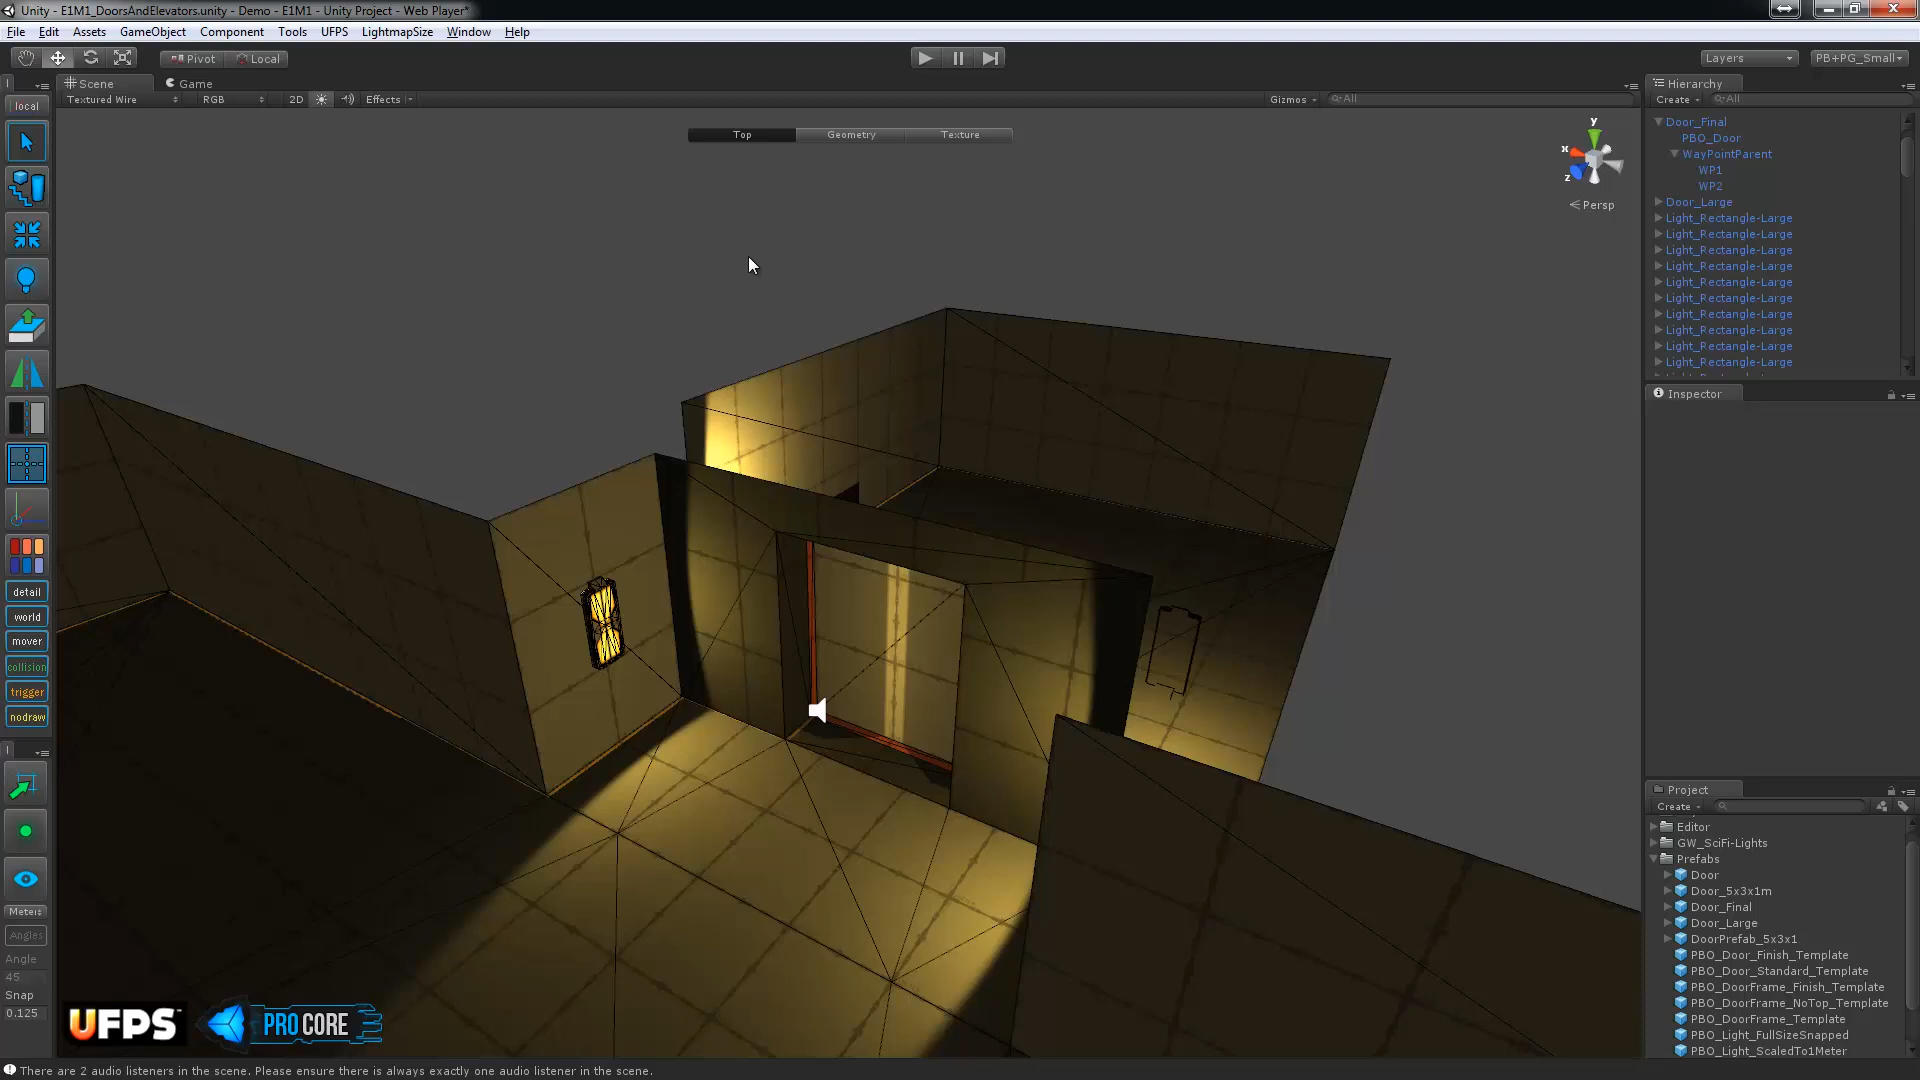 Unity - E1M1_DoorsAndElevators.unity - Demo - E1M1 - Unity Project - Web Player*
File Edit Assets GameObject Component Tools UFPS LightmapSize Window Help
Pivot Local Layers PB+PG_Small
Scene Game
Textured Wire RGB 2D Effects Gizmos All
Top Geometry Texture
y
x
z
Persp
local
detail
world
mover
collision
trigger
nodraw
Angles
Angle
45
Snap
0.125
UFPS PROCORE
Hierarchy
Create All
Door_Final
PBO_Door
WayPointParent
WP1
WP2
Door_Large
Light_Rectangle-Large
Light_Rectangle-Large
Light_Rectangle-Large
Light_Rectangle-Large
Light_Rectangle-Large
Light_Rectangle-Large
Light_Rectangle-Large
Light_Rectangle-Large
Light_Rectangle-Large
Light_Rectangle-Large
Inspector
Project
Create
Editor
GW_SciFi-Lights
Prefabs
Door
Door_5x3x1m
Door_Final
Door_Large
DoorPrefab_5x3x1
PBO_Door_Finish_Template
PBO_Door_Standard_Template
PBO_DoorFrame_Finish_Template
PBO_DoorFrame_NoTop_Template
PBO_DoorFrame_Template
PBO_Light_FullSizeSnapped
PBO_Light_ScaledTo1Meter
There are 2 audio listeners in the scene. Please ensure there is always exactly one audio listener in the scene.